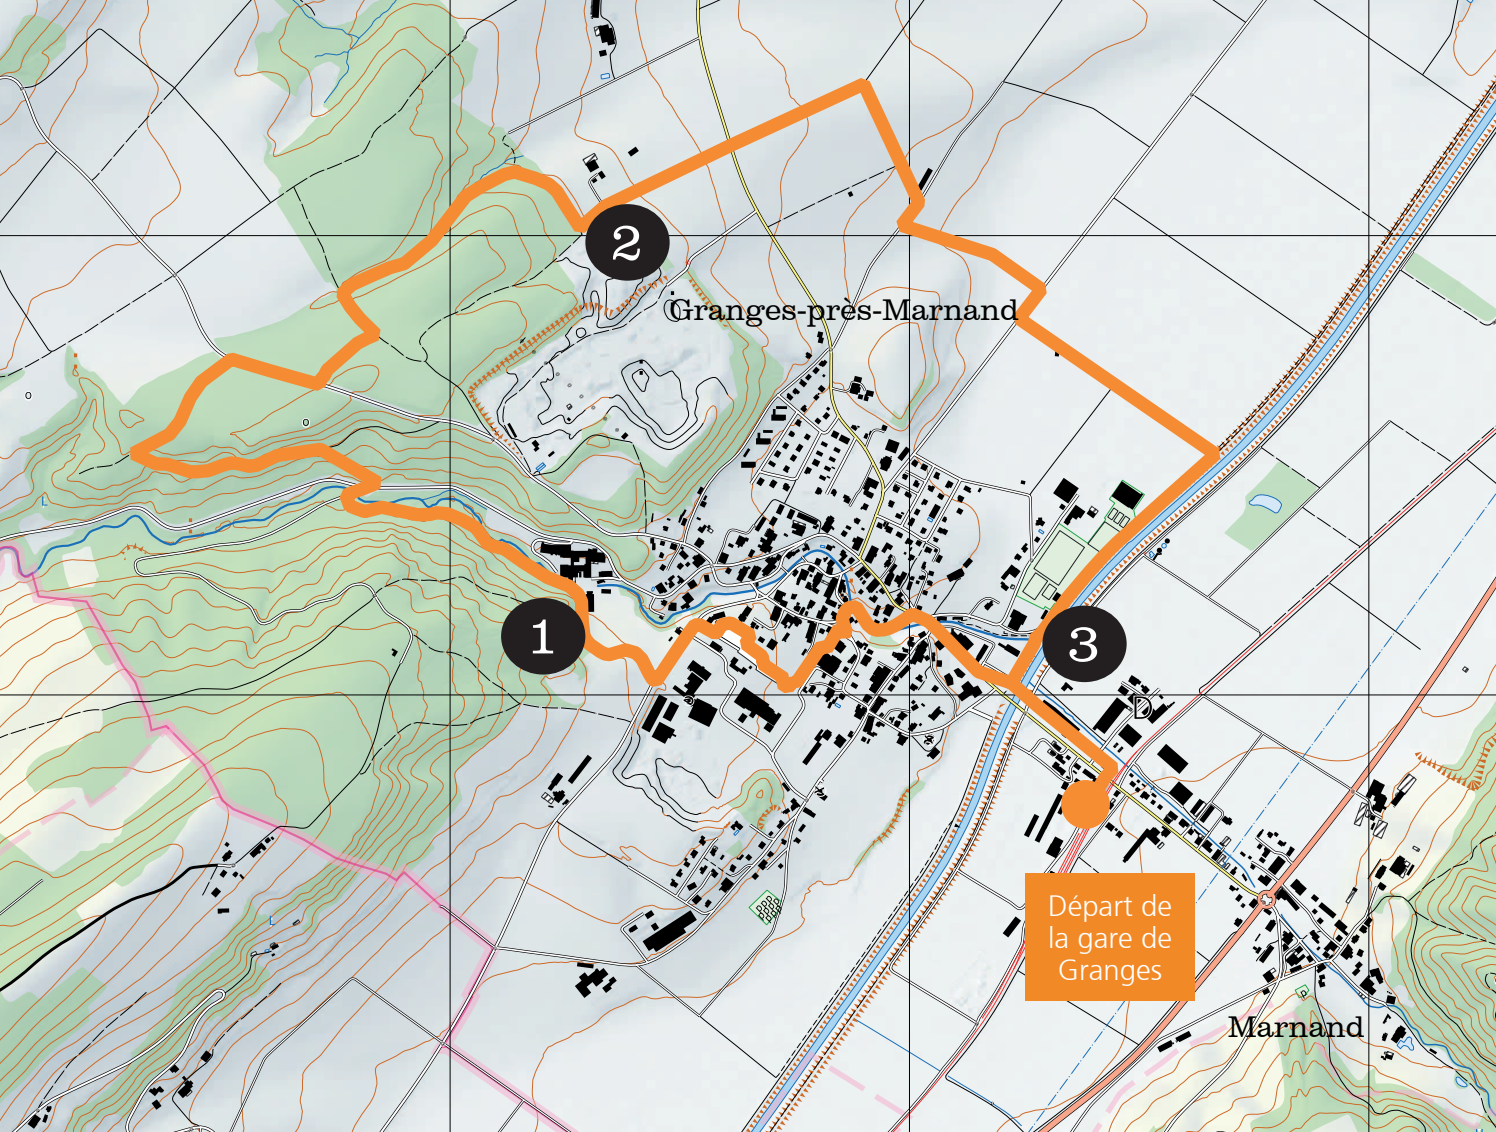 2
Granges-près-Marnand
1
3
D
Départ de
la gare de
Granges
Marnand